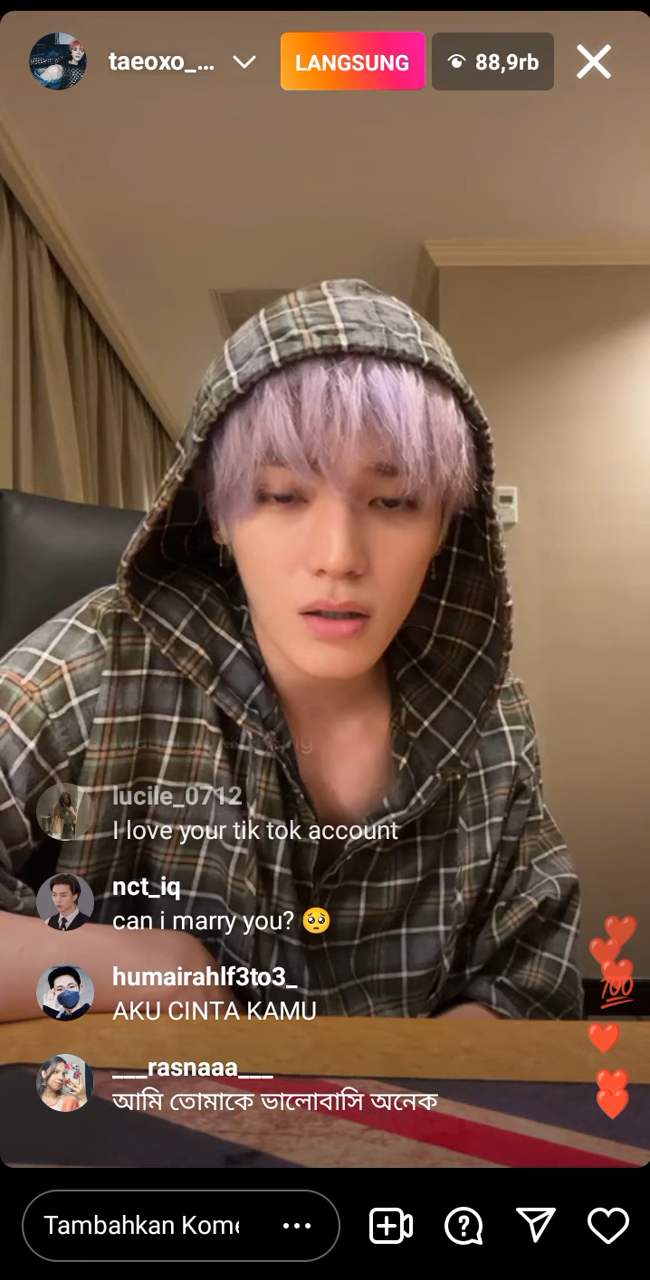 taeoxo_...
LANGSUNG
88,9rb
lucile_0712
I love your tik tok account
nct_iq
can i marry you? 🥺
humairahlf3to3_
AKU CINTA KAMU
___rasnaaa___
আমি তোমাকে ভালোবাসি অনেক
100
Tambahkan Kome